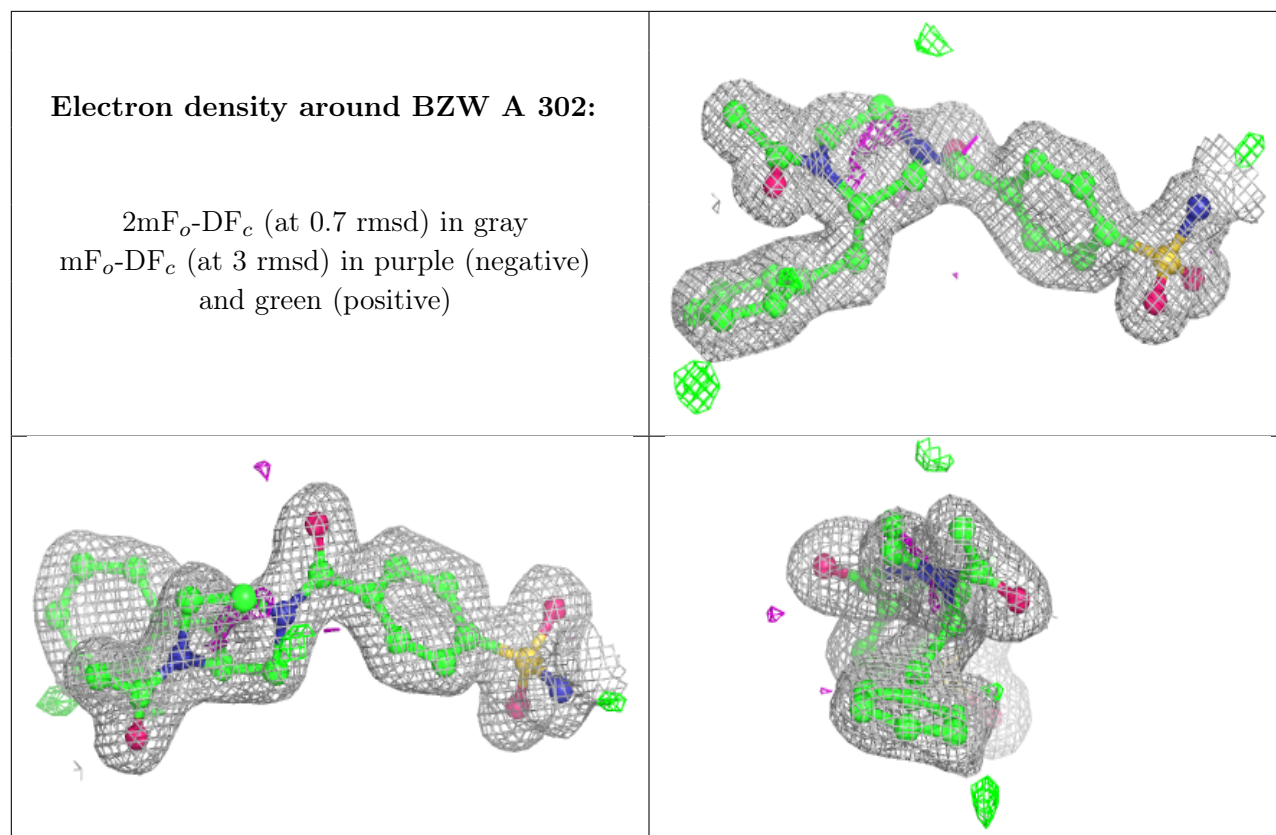 Electron density around BZW A 302:
2mFo-DFc (at 0.7 rmsd) in gray
mFo-DFc (at 3 rmsd) in purple (negative)
and green (positive)